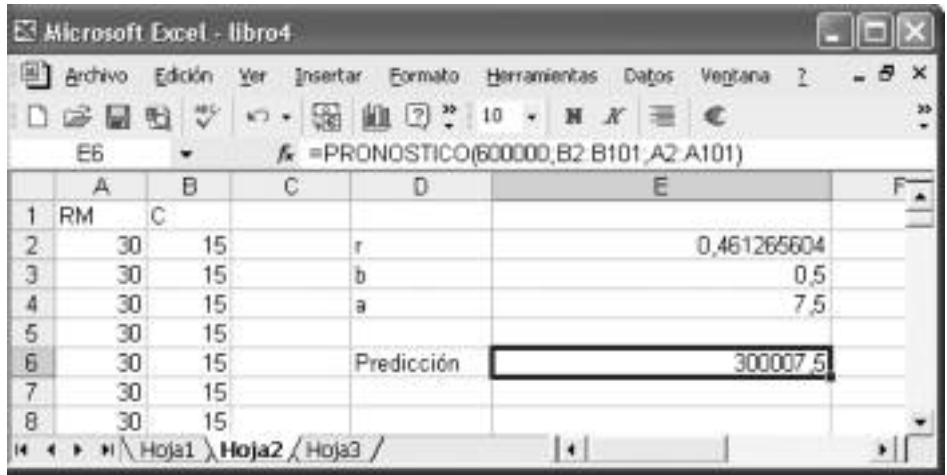 Microsoft Excel - libro4
Archivo Edición Ver Insertar Formato Herramientas Datos Ventana ?
10 N K
E6 fx =PRONOSTICO(600000;B2:B101;A2:A101)
A B C D E F
1 RM C
2 30 15 r 0,461265604
3 30 15 b 0,5
4 30 15 a 7,5
5 30 15
6 30 15 Predicción 300007,5
7 30 15
8 30 15
Hoja1 Hoja2 Hoja3